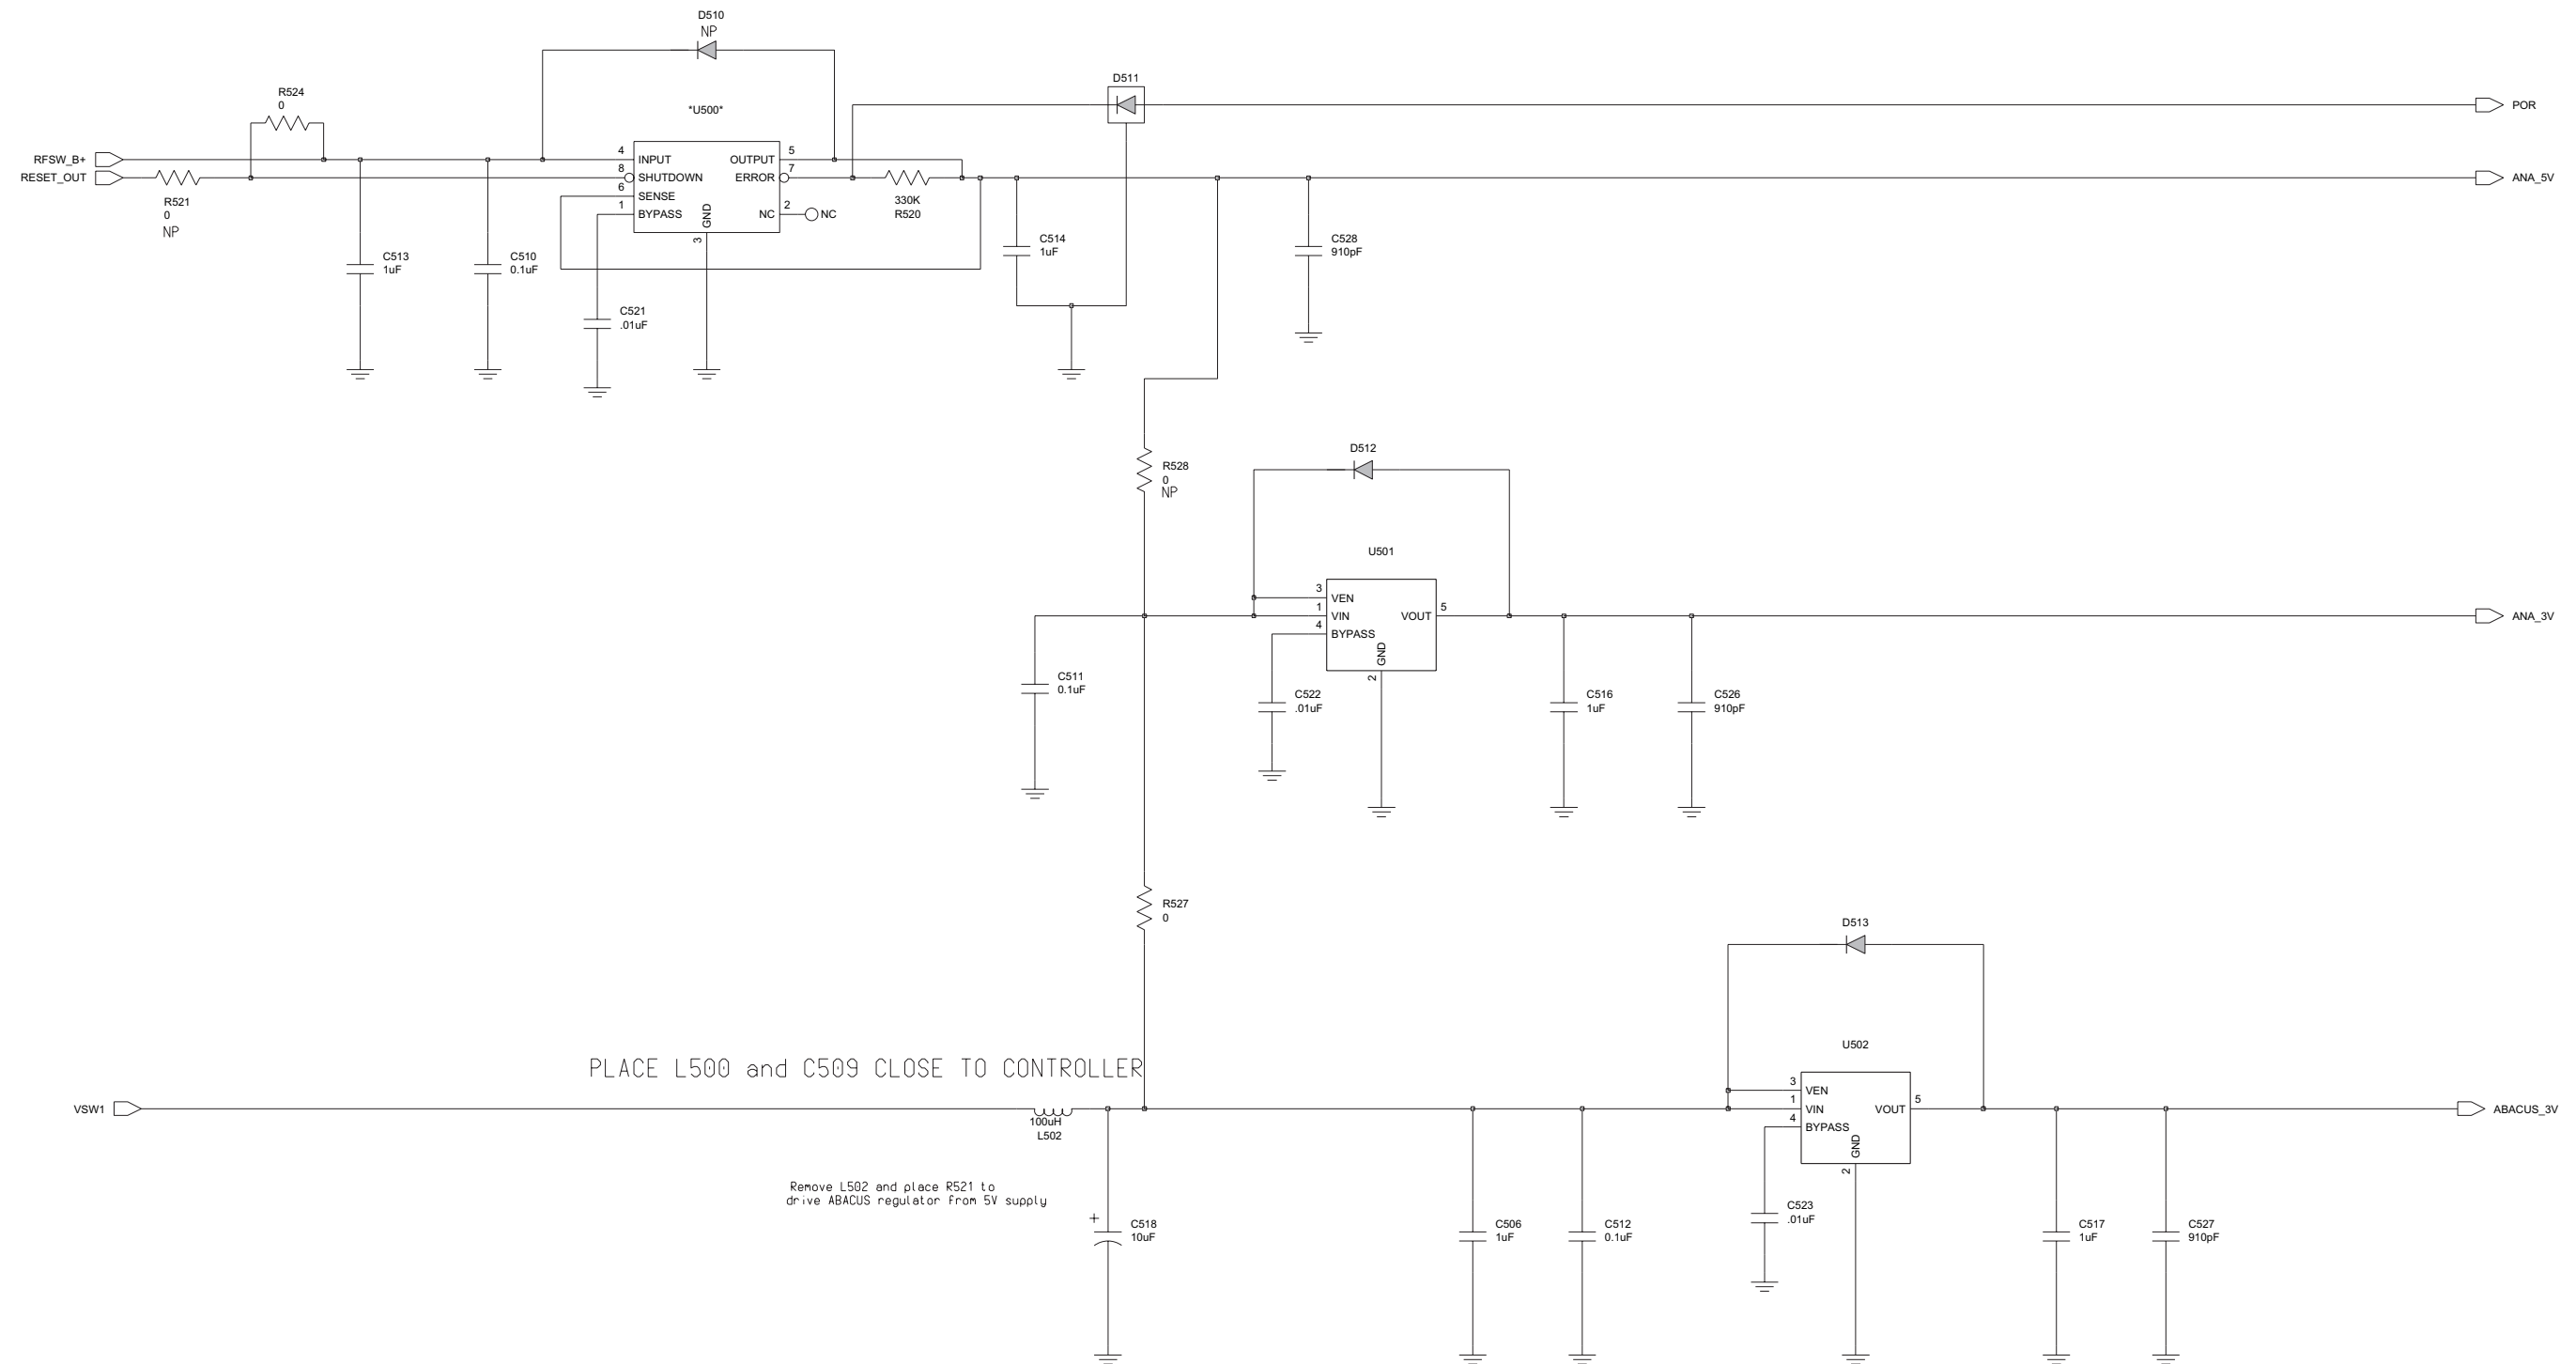 D510
NP
D511
R524
0
*U500*
POR
RFSW_B+
RESET_OUT
4
8
6
1
INPUT
SHUTDOWN
SENSE
BYPASS
OUTPUT
ERROR
NC
GND
5
7
2
3
NC
R521
0
NP
330K
R520
ANA_5V
C513
1uF
C510
0.1uF
C514
1uF
C528
910pF
C521
.01uF
D512
R528
0
NP
U501
3
1
4
VEN
VIN
BYPASS
VOUT
GND
5
2
ANA_3V
C511
0.1uF
C522
.01uF
C516
1uF
C526
910pF
R527
0
D513
U502
PLACE L500 and C509 CLOSE TO CONTROLLER
VSW1
100uH
L502
3
1
4
VEN
VIN
BYPASS
VOUT
GND
5
2
ABACUS_3V
Remove L502 and place R521 to
drive ABACUS regulator from 5V supply
+
C518
10uF
C506
1uF
C512
0.1uF
C523
.01uF
C517
1uF
C527
910pF